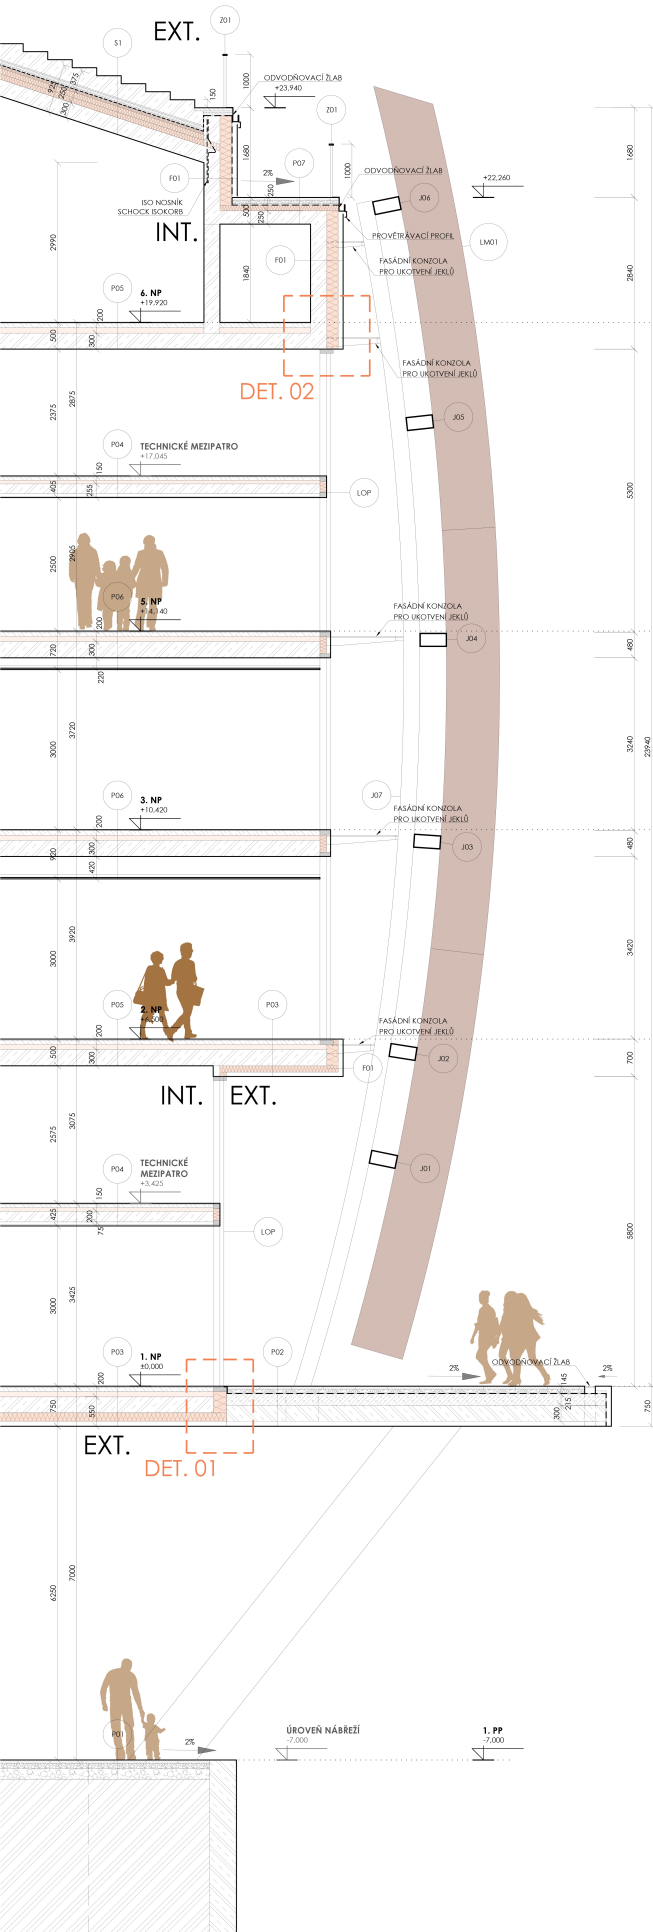 EXT.
Z01
S1
ODVODŇOVACÍ ŽLAB
+23,940
150
1000
375
250
925
300
Z01
1680
P07
2%
1000
ODVODŇOVACÍ ŽLAB
+22,260
1680
F01
250
J06
ISO NOSNÍK
SCHOCK ISOKORB
500
250
INT.
PROVĚTRÁVACÍ PROFIL
LM01
2990
F01
FASÁDNÍ KONZOLA
PRO UKOTVENÍ JEKLŮ
1840
2840
P05
6. NP
+19,920
200
500
300
FASÁDNÍ KONZOLA
PRO UKOTVENÍ JEKLŮ
DET. 02
2375
2875
J05
P04
TECHNICKÉ MEZIPATRO
+17,045
150
405
255
LOP
5300
2500
2905
P06
5. NP
+14,140
200
FASÁDNÍ KONZOLA
PRO UKOTVENÍ JEKLŮ
J04
720
300
480
220
3000
3720
3240
23940
P06
3. NP
+10,420
200
J07
FASÁDNÍ KONZOLA
PRO UKOTVENÍ JEKLŮ
J03
920
300
480
420
3000
3920
3420
P05
2. NP
+6,500
200
P03
FASÁDNÍ KONZOLA
PRO UKOTVENÍ JEKLŮ
500
300
J02
700
F01
INT.
EXT.
2575
3075
P04
TECHNICKÉ
MEZIPATRO
+3,425
J01
150
425
200
75
LOP
5800
3000
3425
P03
1. NP
±0,000
P02
2%
ODVODŇOVACÍ ŽLAB
2%
200
145
750
550
300
215
750
EXT.
DET. 01
6250
7000
P01
2%
ÚROVEŇ NÁBŘEŽÍ
-7,000
1. PP
-7,000